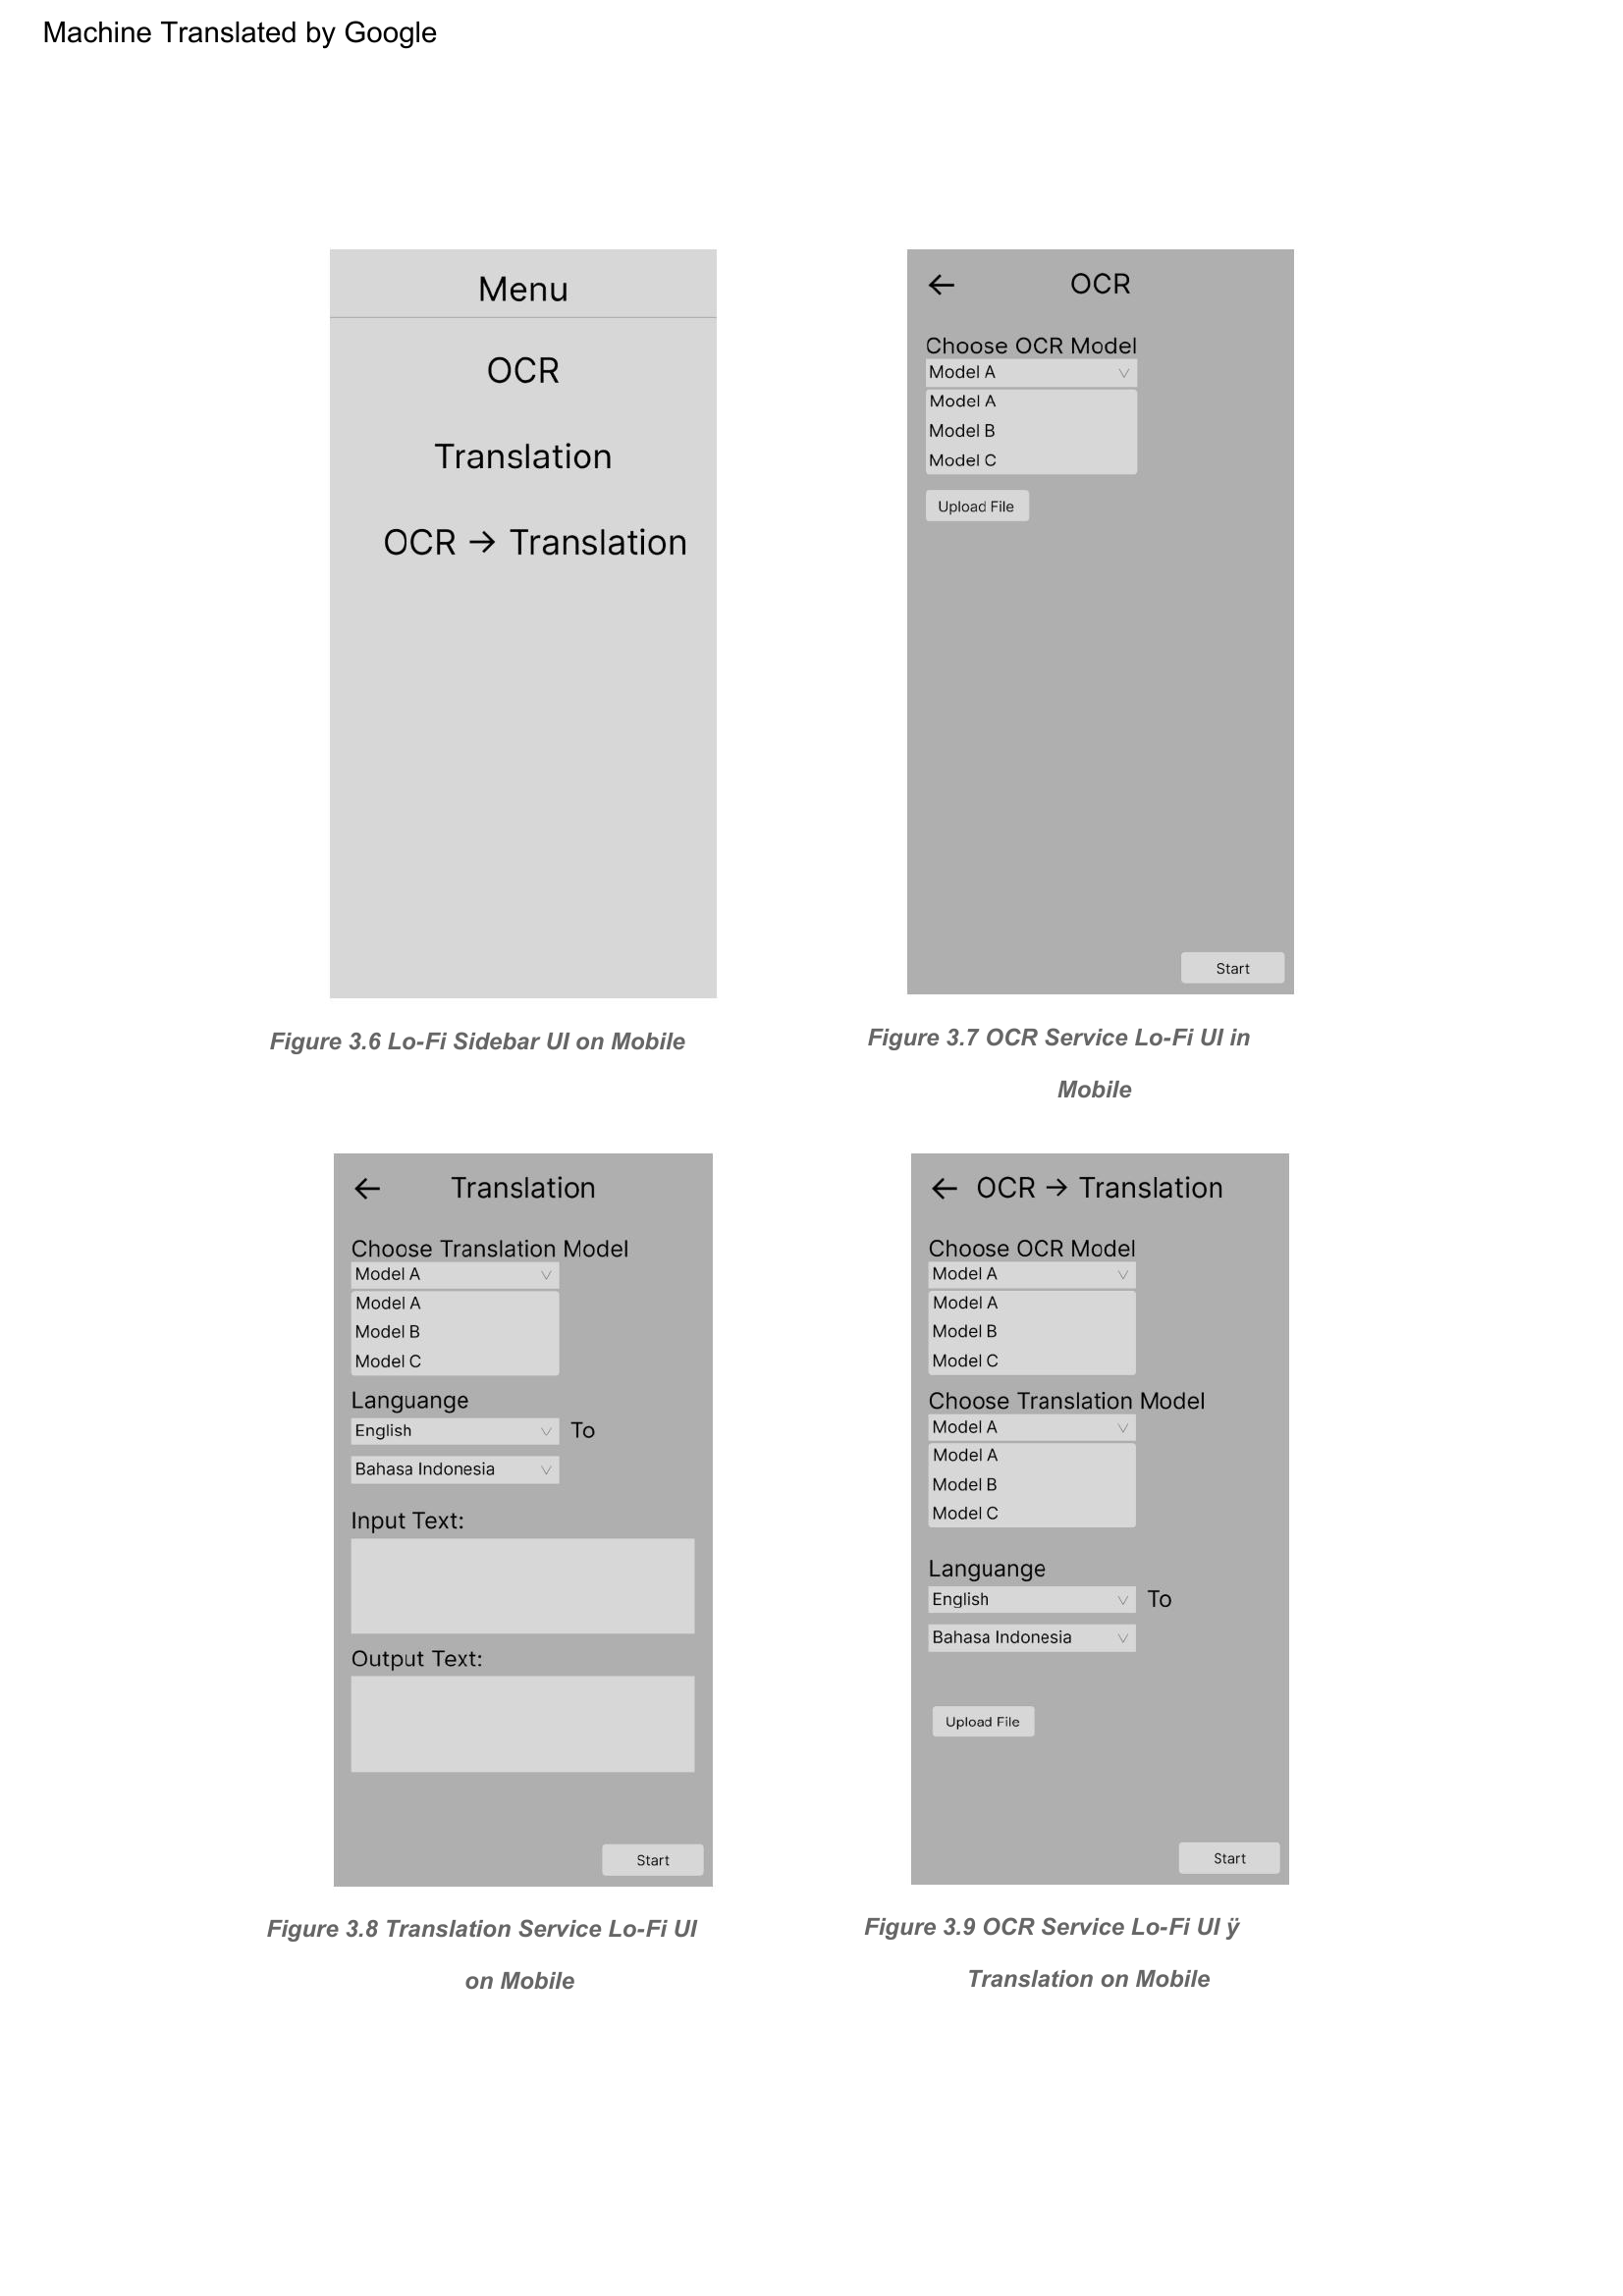 Machine Translated by Google
Menu
OCR
Translation
OCR → Translation
Figure 3.6 Lo-Fi Sidebar UI on Mobile
← OCR
Choose OCR Model
Model A
Model A
Model B
Model C
Upload File
Start
Figure 3.7 OCR Service Lo-Fi UI in
Mobile
← Translation
Choose Translation Model
Model A
Model A
Model B
Model C
Languange
English To
Bahasa Indonesia
Input Text:
Output Text:
Start
Figure 3.8 Translation Service Lo-Fi UI
on Mobile
← OCR → Translation
Choose OCR Model
Model A
Model A
Model B
Model C
Choose Translation Model
Model A
Model A
Model B
Model C
Languange
English To
Bahasa Indonesia
Upload File
Start
Figure 3.9 OCR Service Lo-Fi UI ÿ
Translation on Mobile